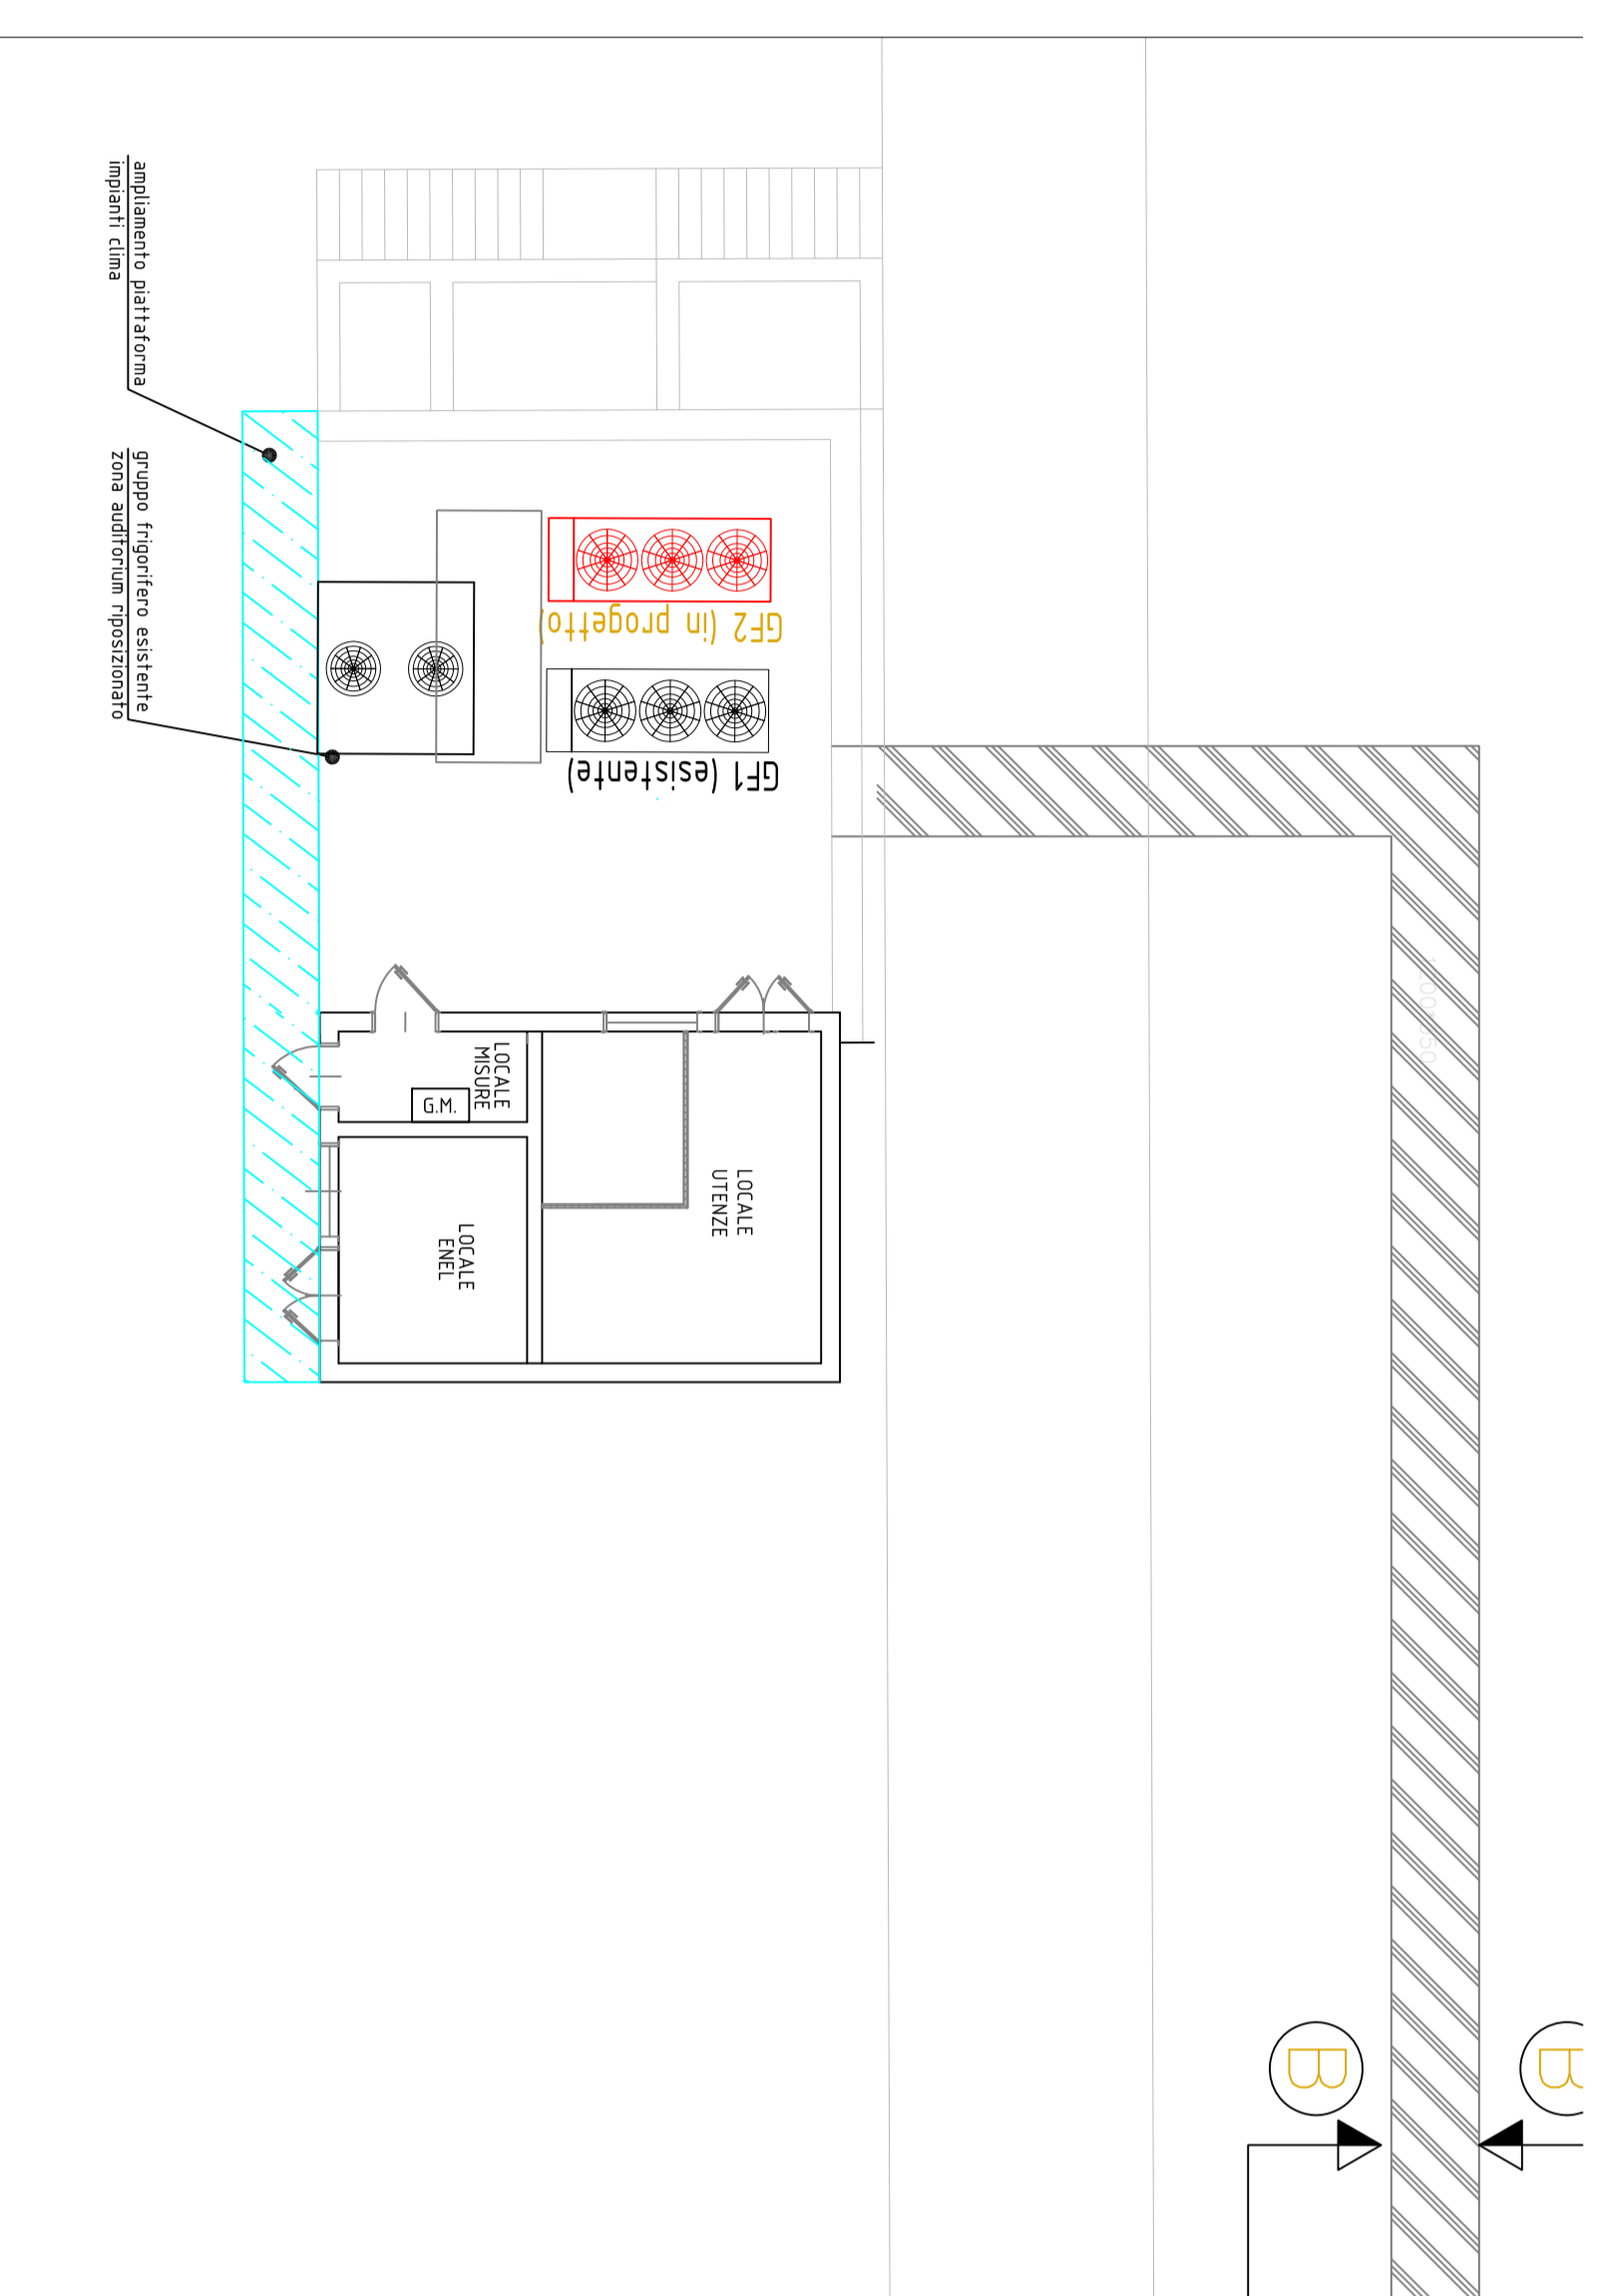 ampliamento piattaforma
impianti clima
gruppo frigorifero esistente
zona auditorium riposizionato
GF2 (in progetto)
GF1 (esistente)
LOCALE
MISURE
G.M.
LOCALE
UTENZE
LOCALE
ENEL
B
B